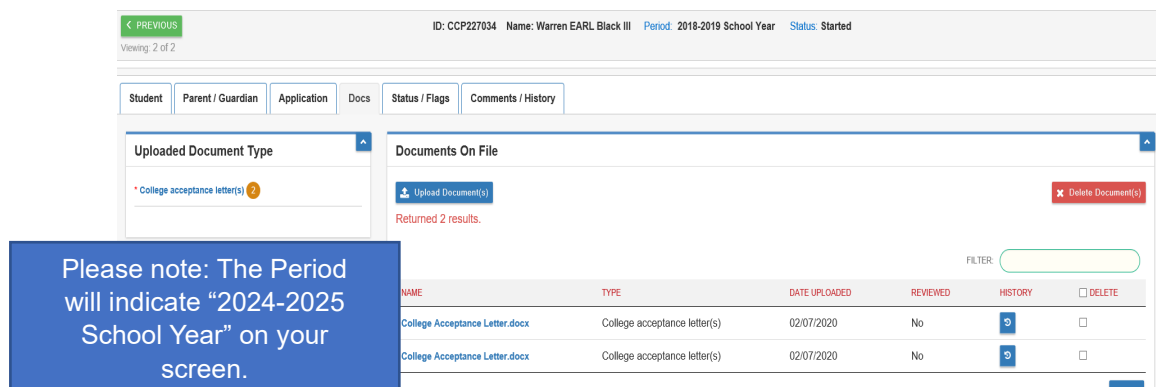 PREVIOUS
ID: CCP227034 Name: Warren EARL Black III Period: 2018-2019 School Year Status: Started
Viewing: 2 of 2
Student Parent / Guardian Application Docs Status / Flags Comments / History
Uploaded Document Type
* College acceptance letter(s) 2
Documents On File
Upload Document(s)
Delete Document(s)
Returned 2 results.
FILTER:
NAME TYPE DATE UPLOADED REVIEWED HISTORY DELETE
College Acceptance Letter.docx College acceptance letter(s) 02/07/2020 No
College Acceptance Letter.docx College acceptance letter(s) 02/07/2020 No
Please note: The Period
will indicate “2024-2025
School Year” on your
screen.